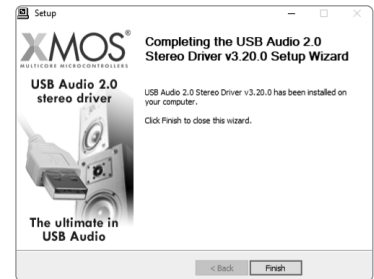 Setup
XMOS®
MULTICORE MICROCONTROLLERS
USB Audio 2.0
stereo driver
The ultimate in
USB Audio
Completing the USB Audio 2.0
Stereo Driver v3.20.0 Setup Wizard
USB Audio 2.0 Stereo Driver v3.20.0 has been installed on
your computer.
Click Finish to close this wizard.
< Back
Finish